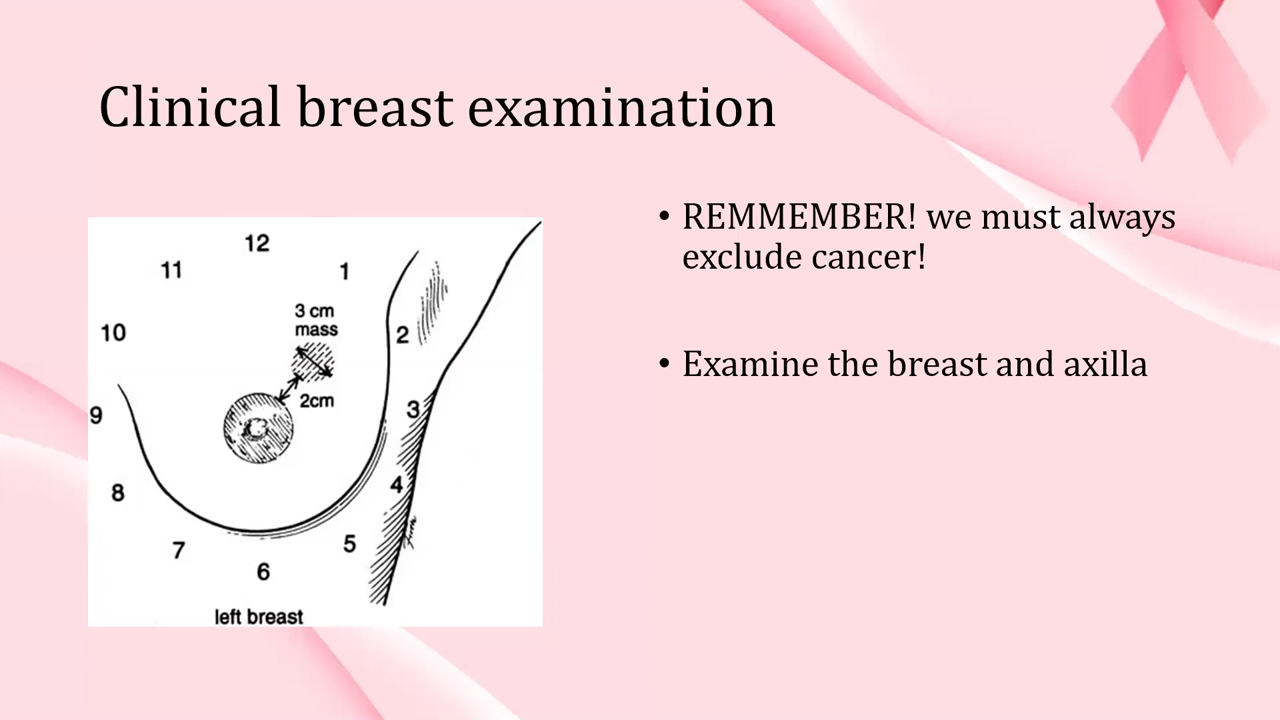 Clinical breast examination
• REMMEMBER! we must always
exclude cancer!
• Examine the breast and axilla
12
11
1
10
3 cm
mass
2
9
2cm
3
8
4
7
5
6
left breast